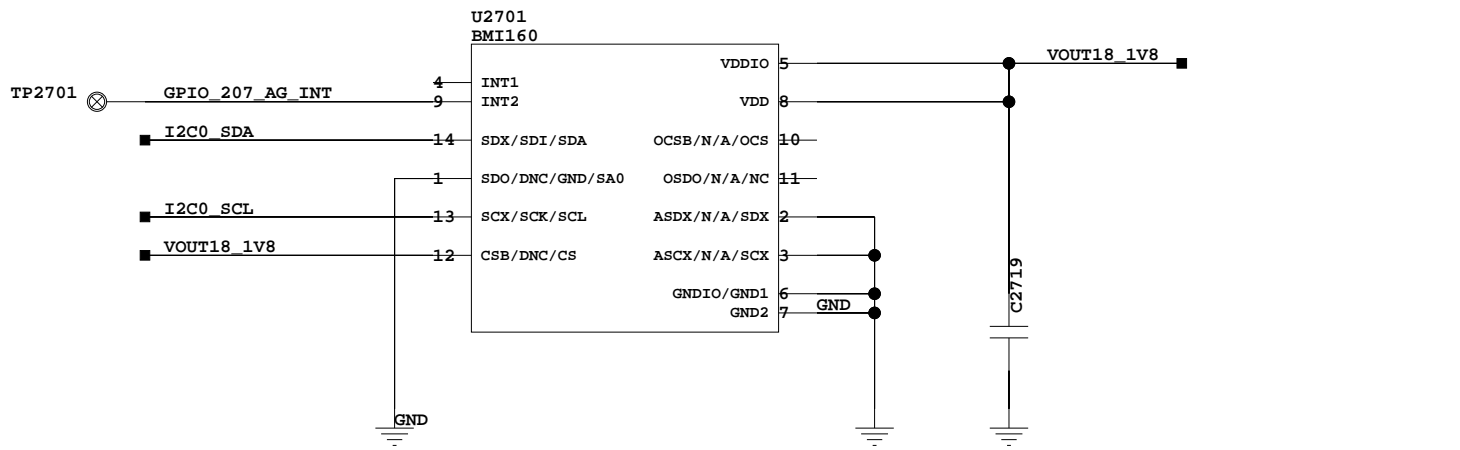 U2701
BMI160
VDDIO 5 VOUT18_1V8
4 INT1
TP2701 GPIO_207_AG_INT 9 INT2 VDD 8
I2C0_SDA 14 SDX/SDI/SDA OCSB/N/A/OCS 10
1 SDO/DNC/GND/SA0 OSDO/N/A/NC 11
I2C0_SCL 13 SCX/SCK/SCL ASDX/N/A/SDX 2
VOUT18_1V8 12 CSB/DNC/CS ASCX/N/A/SCX 3
GNDIO/GND1 6
GND2 7 GND
C2719
GND